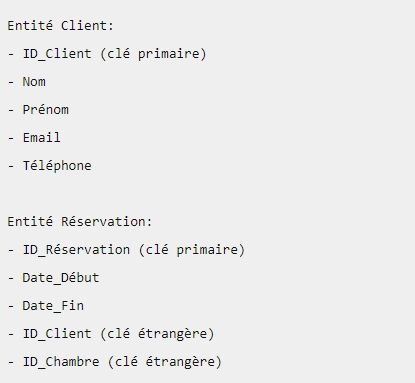 Entité Client:
- ID_Client (clé primaire)
- Nom
- Prénom
- Email
- Téléphone
Entité Réservation:
- ID_Réservation (clé primaire)
- Date_Début
- Date_Fin
- ID_Client (clé étrangère)
- ID_Chambre (clé étrangère)